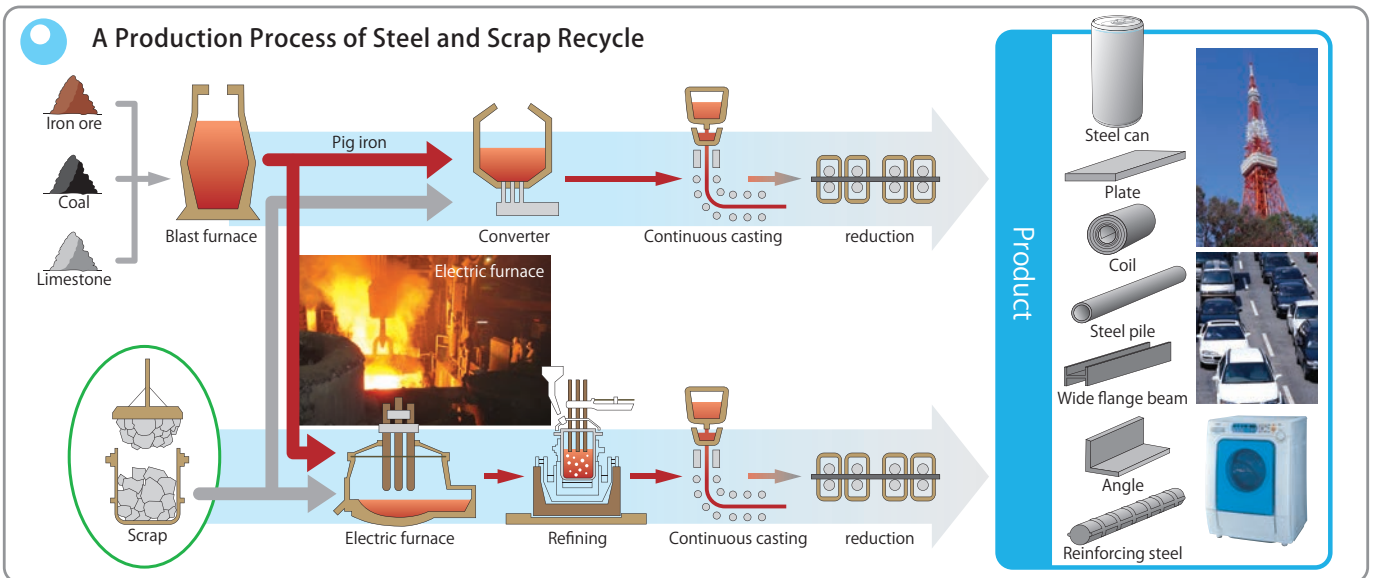 A Production Process of Steel and Scrap Recycle
Iron ore
Coal
Limestone
Blast furnace
Pig iron
Converter
Continuous casting
reduction
Electric furnace
Scrap
Electric furnace
Refining
Continuous casting
reduction
Product
Steel can
Plate
Coil
Steel pile
Wide flange beam
Angle
Reinforcing steel